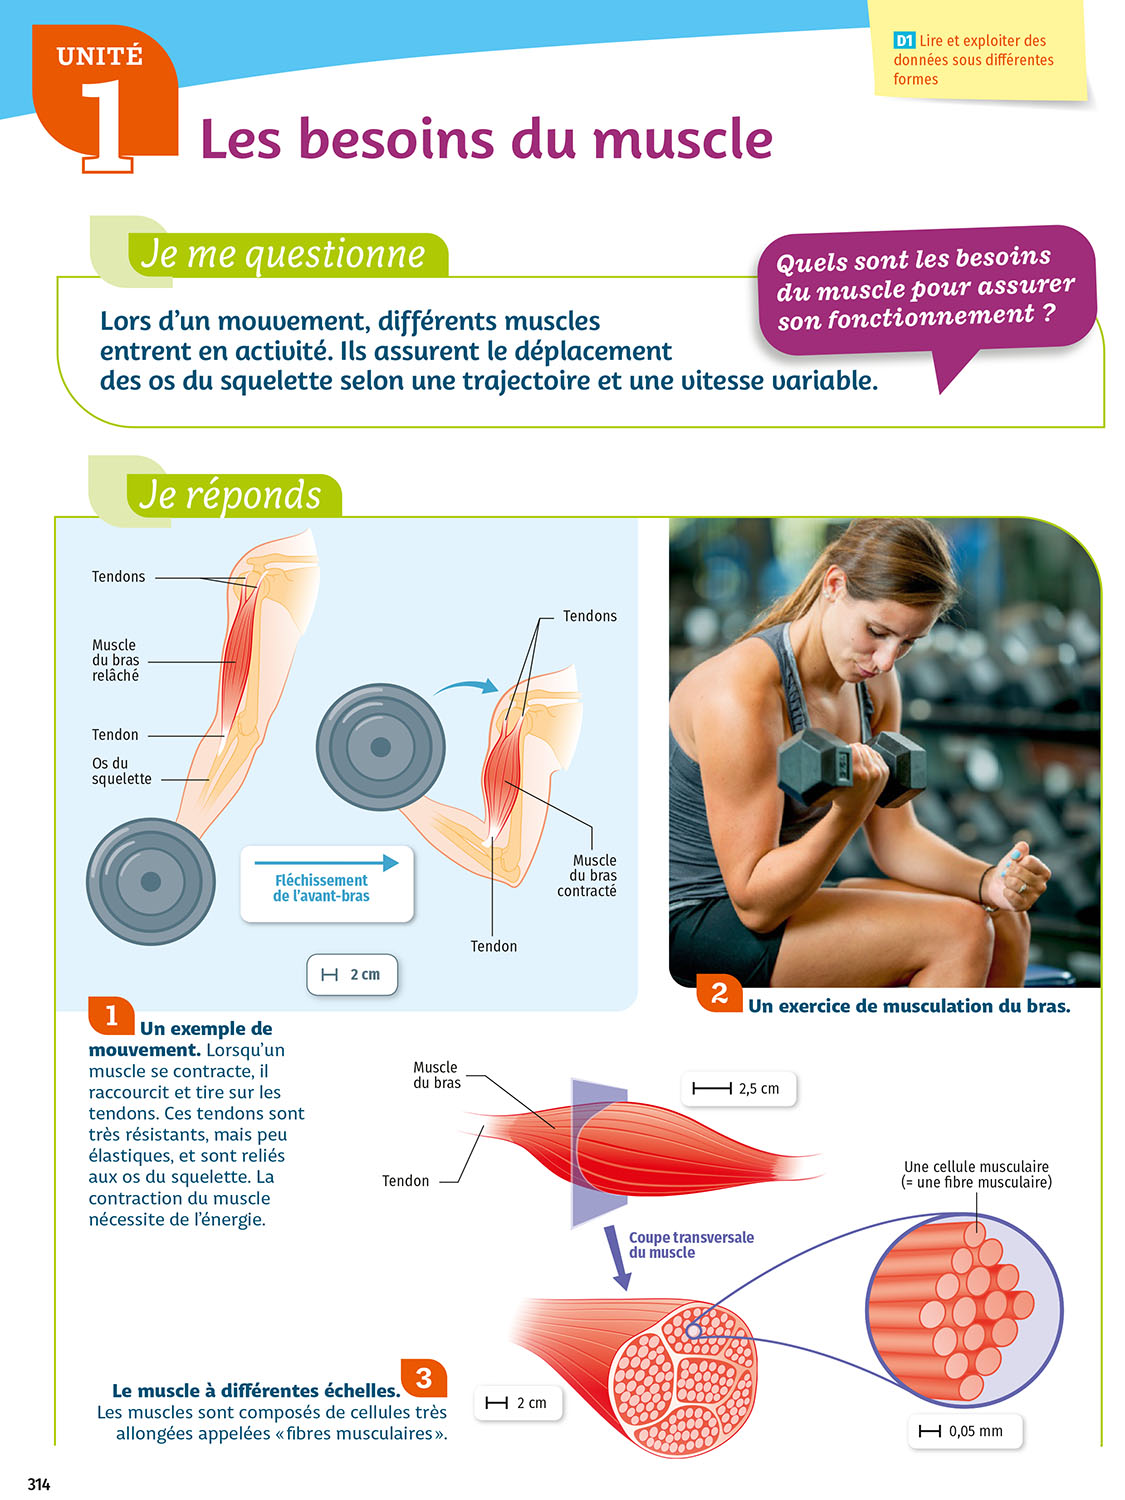 UNITÉ
1
D1 Lire et exploiter des
données sous différentes
formes
Les besoins du muscle
Je me questionne
Quels sont les besoins
du muscle pour assurer
son fonctionnement ?
Lors d'un mouvement, différents muscles
entrent en activité. Ils assurent le déplacement
des os du squelette selon une trajectoire et une vitesse variable.
Je réponds
Tendons
Muscle
du bras
relâché
Tendon
Os du
squelette
Tendons
Fléchissement
de l'avant-bras
Muscle
du bras
contracté
Tendon
2 cm
1 Un exemple de
mouvement. Lorsqu'un
muscle se contracte, il
raccourcit et tire sur les
tendons. Ces tendons sont
très résistants, mais peu
élastiques, et sont reliés
aux os du squelette. La
contraction du muscle
nécessite de l'énergie.
2 Un exercice de musculation du bras.
Muscle
du bras
2,5 cm
Tendon
Coupe transversale
du muscle
Une cellule musculaire
(= une fibre musculaire)
Le muscle à différentes échelles. 3
Les muscles sont composés de cellules très
allongées appelées « fibres musculaires ».
2 cm
0,05 mm
314